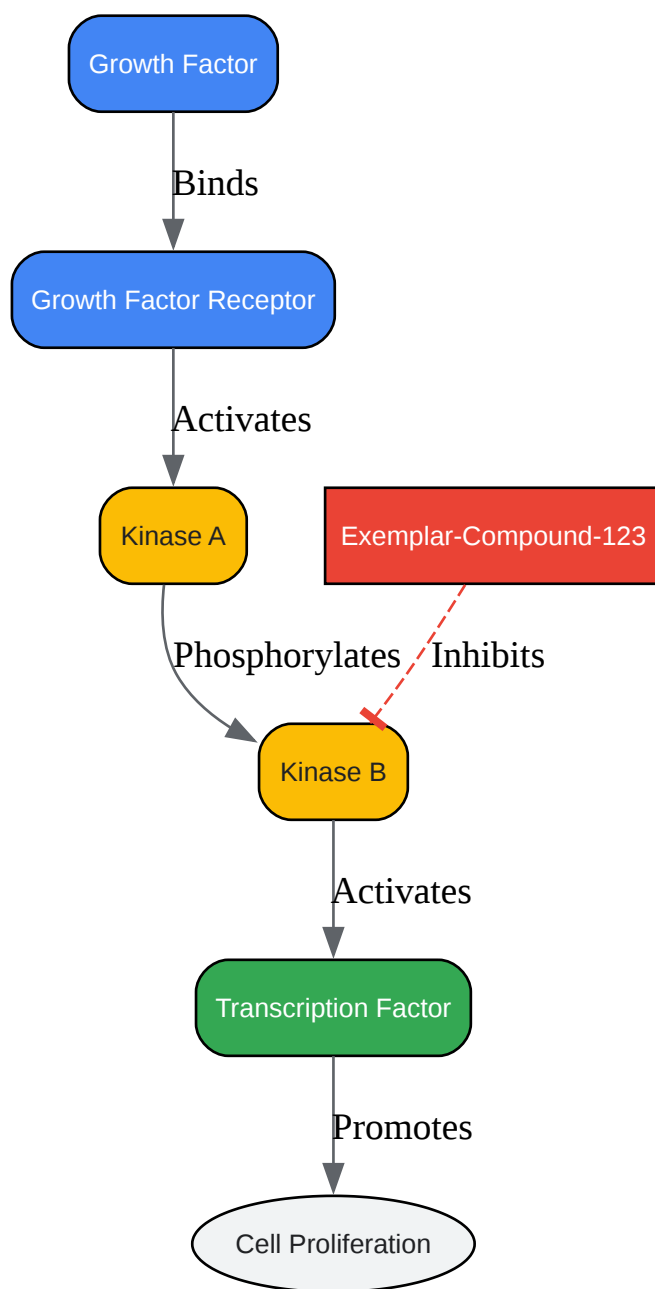 Growth Factor
Binds
Growth Factor Receptor
Activates
Kinase A
Exemplar-Compound-123
Phosphorylates
Inhibits
Kinase B
Activates
Transcription Factor
Promotes
Cell Proliferation